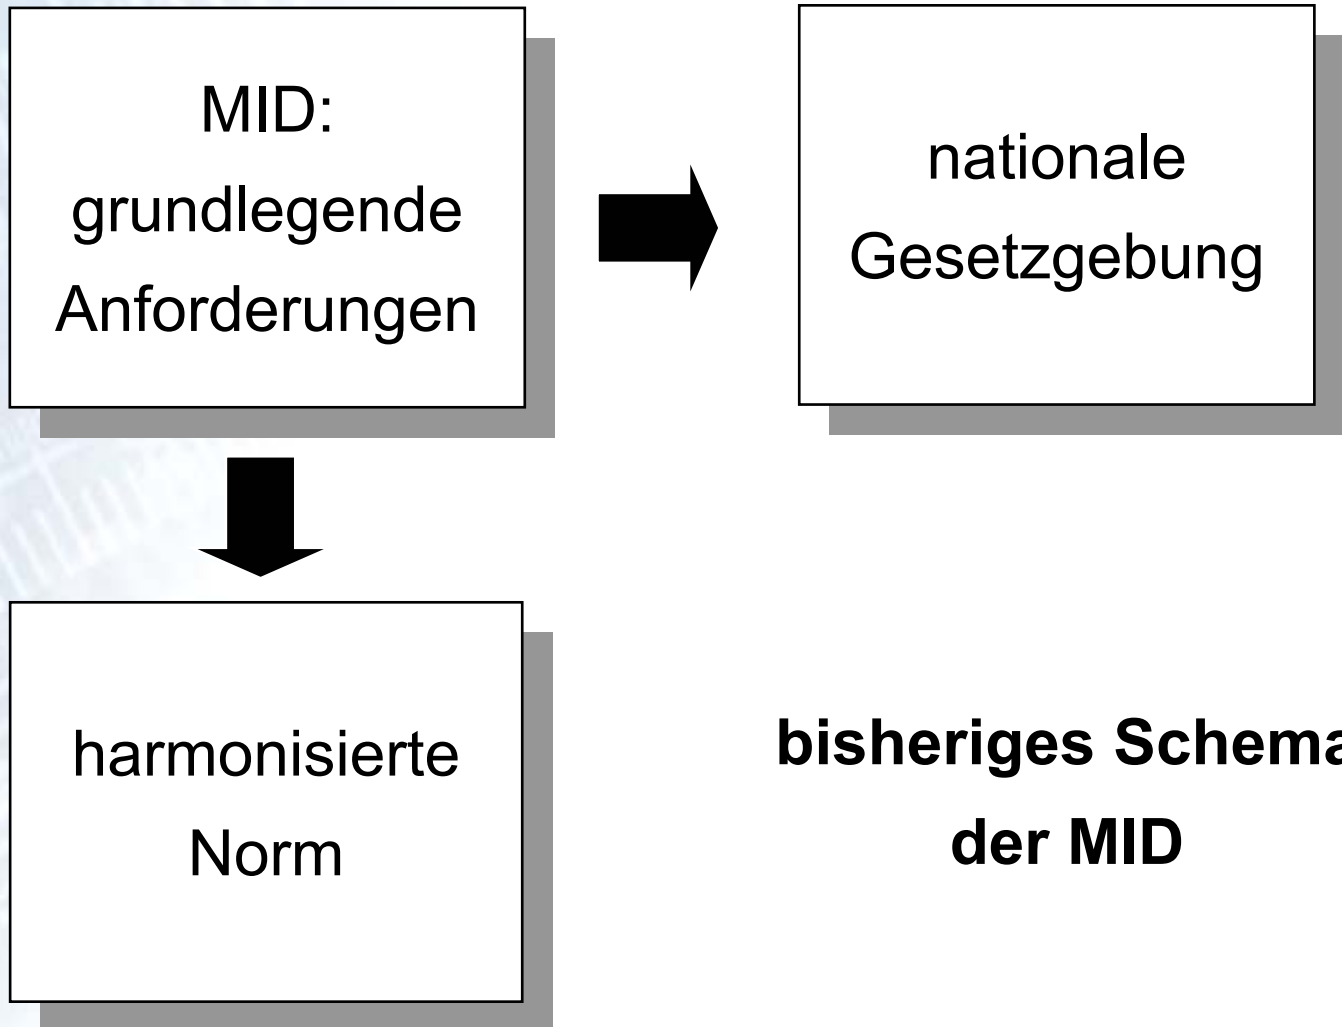 MID:
grundlegende
Anforderungen
nationale
Gesetzgebung
harmonisierte
Norm
bisheriges Schema
der MID